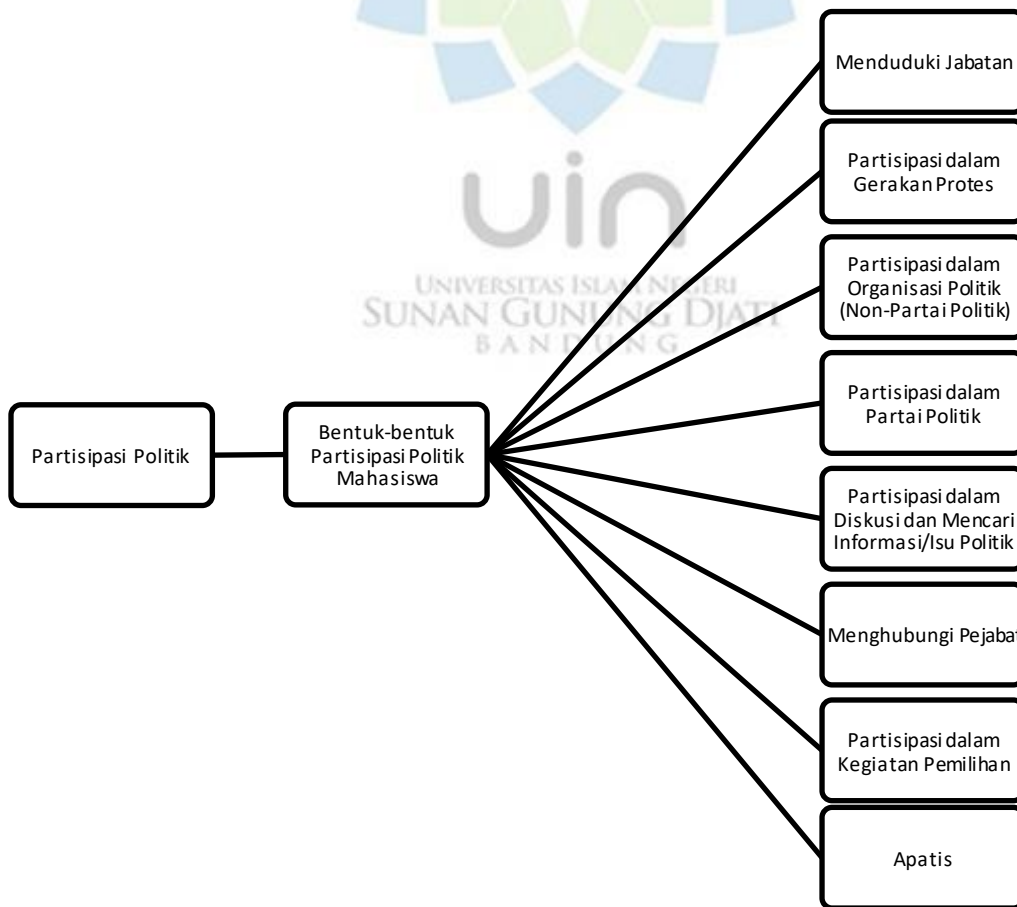 uin
UNIVERSITAS ISLAM NEGERI
SUNAN GUNUNG DJATI
BANDUNG
Partisipasi Politik
Bentuk-bentuk
Partisipasi Politik
Mahasiswa
Menduduki Jabatan
Partisipasi dalam
Gerakan Protes
Partisipasi dalam
Organisasi Politik
(Non-Partai Politik)
Partisipasi dalam
Partai Politik
Partisipasi dalam
Diskusi dan Mencari
Informasi/Isu Politik
Menghubungi Pejabat
Partisipasi dalam
Kegiatan Pemilihan
Apatis